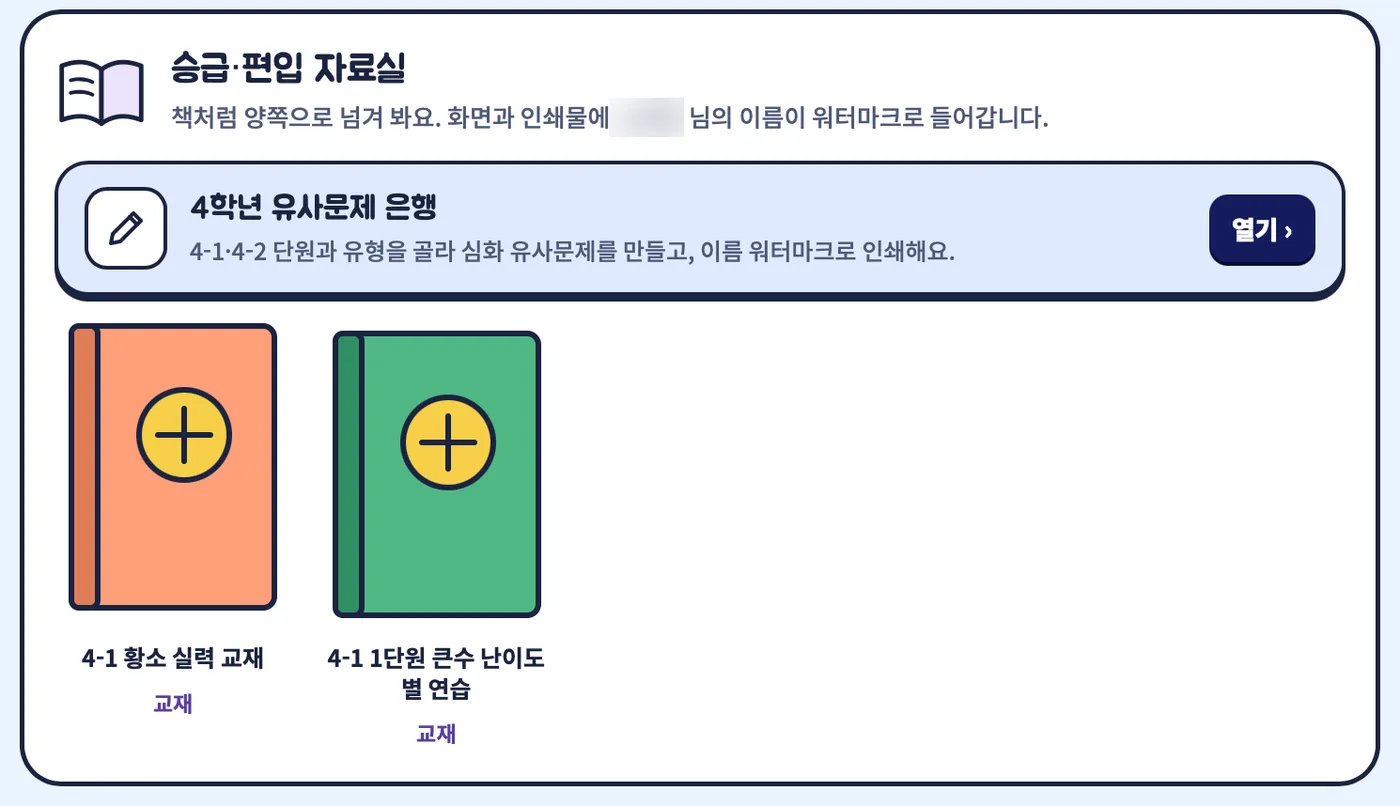 승급·편입 자료실
책처럼 양쪽으로 넘겨 봐요. 화면과 인쇄물에 님의 이름이 워터마크로 들어갑니다.
4학년 유사문제 은행
4-1·4-2 단원과 유형을 골라 심화 유사문제를 만들고, 이름 워터마크로 인쇄해요.
열기 ›
4-1 황소 실력 교재
교재
4-1 1단원 큰수 난이도
별 연습
교재